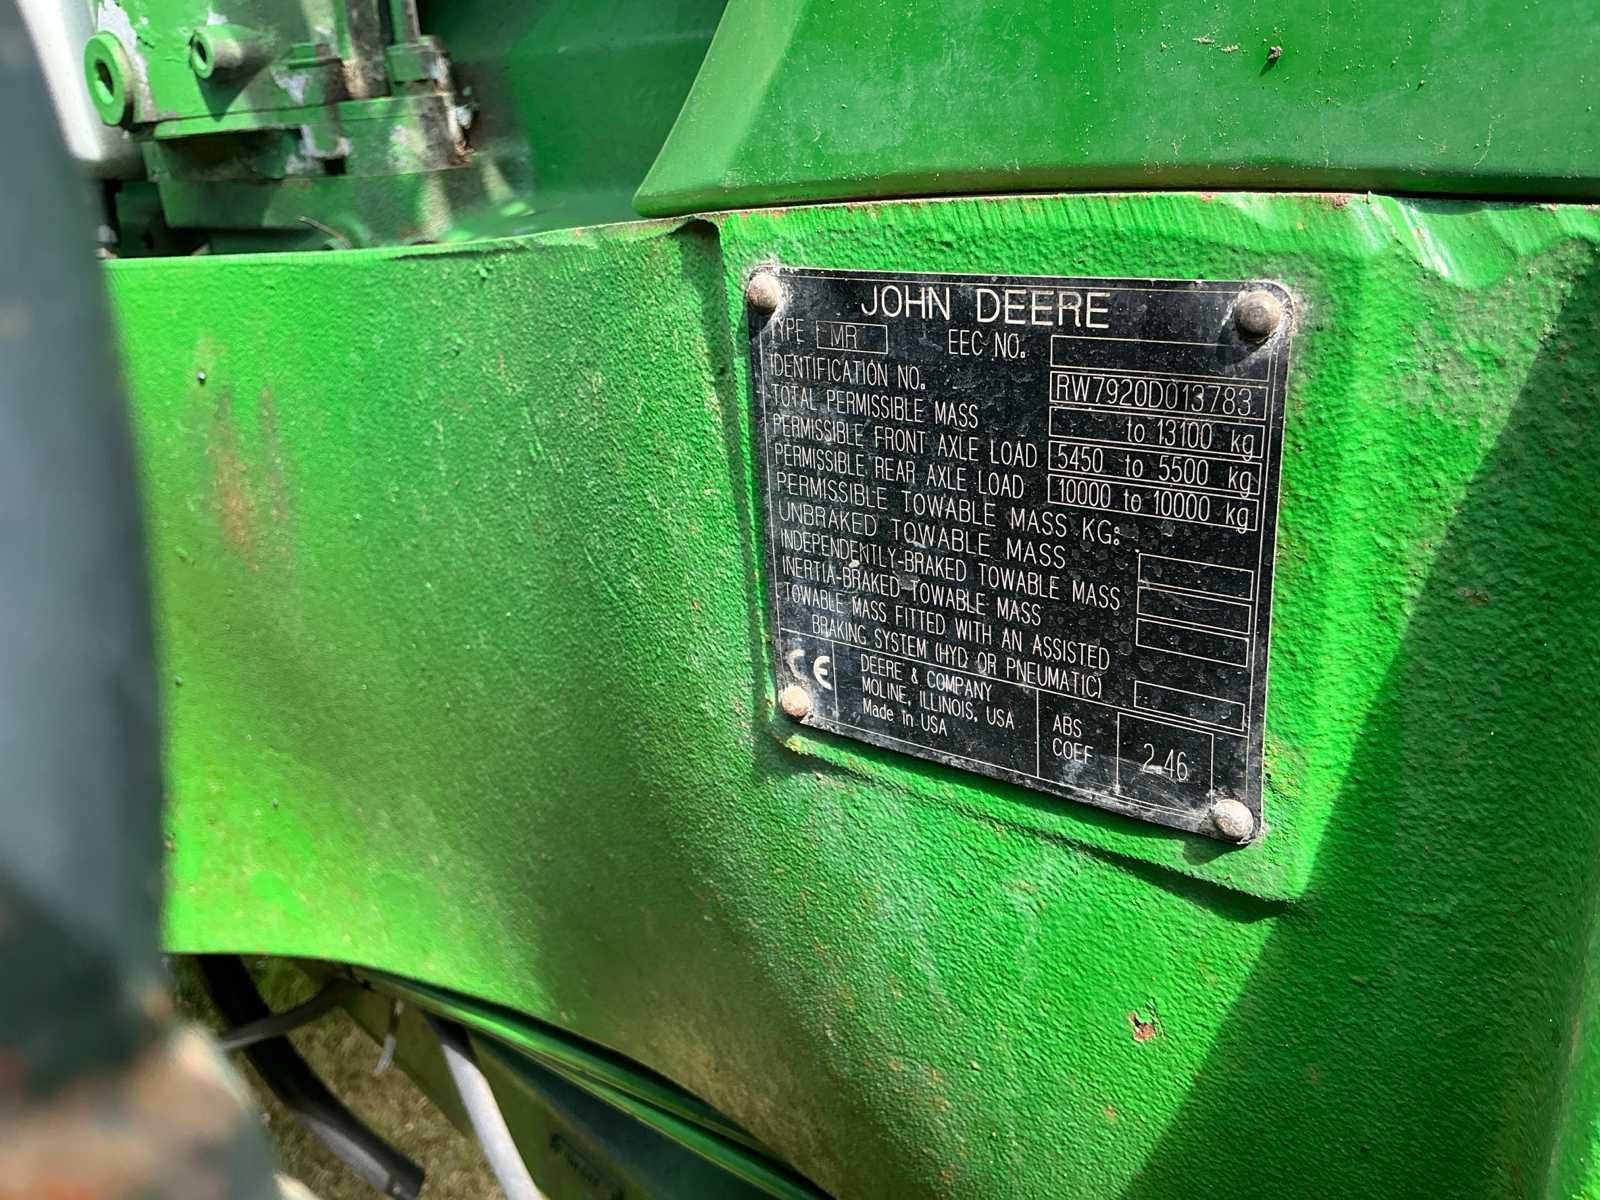 JOHN DEERE
TYPE MR EEC NO.
IDENTIFICATION NO. RW7920D013783
TOTAL PERMISSIBLE MASS to 13100 kg
PERMISSIBLE FRONT AXLE LOAD 5450 to 5500 kg
PERMISSIBLE REAR AXLE LOAD 10000 to 10000 kg
PERMISSIBLE TOWABLE MASS KG:
UNBRAKED TOWABLE MASS
INDEPENDENTLY-BRAKED TOWABLE MASS
INERTIA-BRAKED-TOWABLE MASS
TOWABLE MASS FITTED WITH AN ASSISTED
BRAKING SYSTEM (HYD. OR PNEUMATIC)
CE
DEERE & COMPANY
MOLINE, ILLINOIS, USA
Made in USA
ABS
COEF
2.46